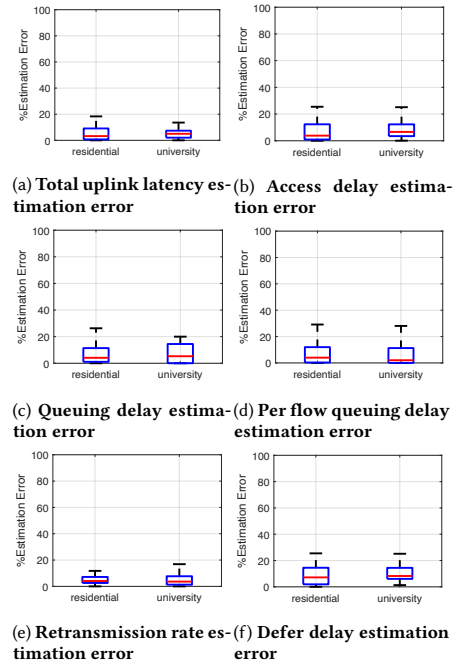 %Estimation Error
100
80
60
40
20
0
residential
university
%Estimation Error
100
80
60
40
20
0
residential
university
(a) Total uplink latency es-
timation error
(b) Access delay estima-
tion error
%Estimation Error
100
80
60
40
20
0
residential
university
%Estimation Error
100
80
60
40
20
0
residential
university
(c) Queuing delay estima-
tion error
(d) Per flow queuing delay
estimation error
%Estimation Error
100
80
60
40
20
0
residential
university
%Estimation Error
100
80
60
40
20
0
residential
university
(e) Retransmission rate es-
timation error
(f) Defer delay estimation
error